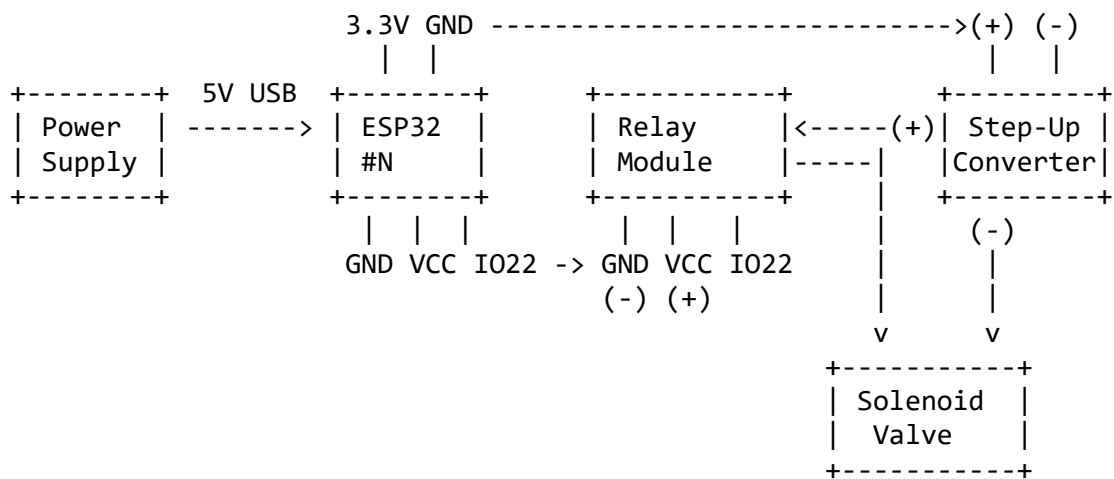 3.3V GND ---------------------------->(+) (-)
5V USB
Power -------> ESP32 Relay <-----(+) Step-Up
Supply #N Module Converter
(-)
GND VCC IO22 -> GND VCC IO22
(-) (+)
v v
Solenoid
Valve